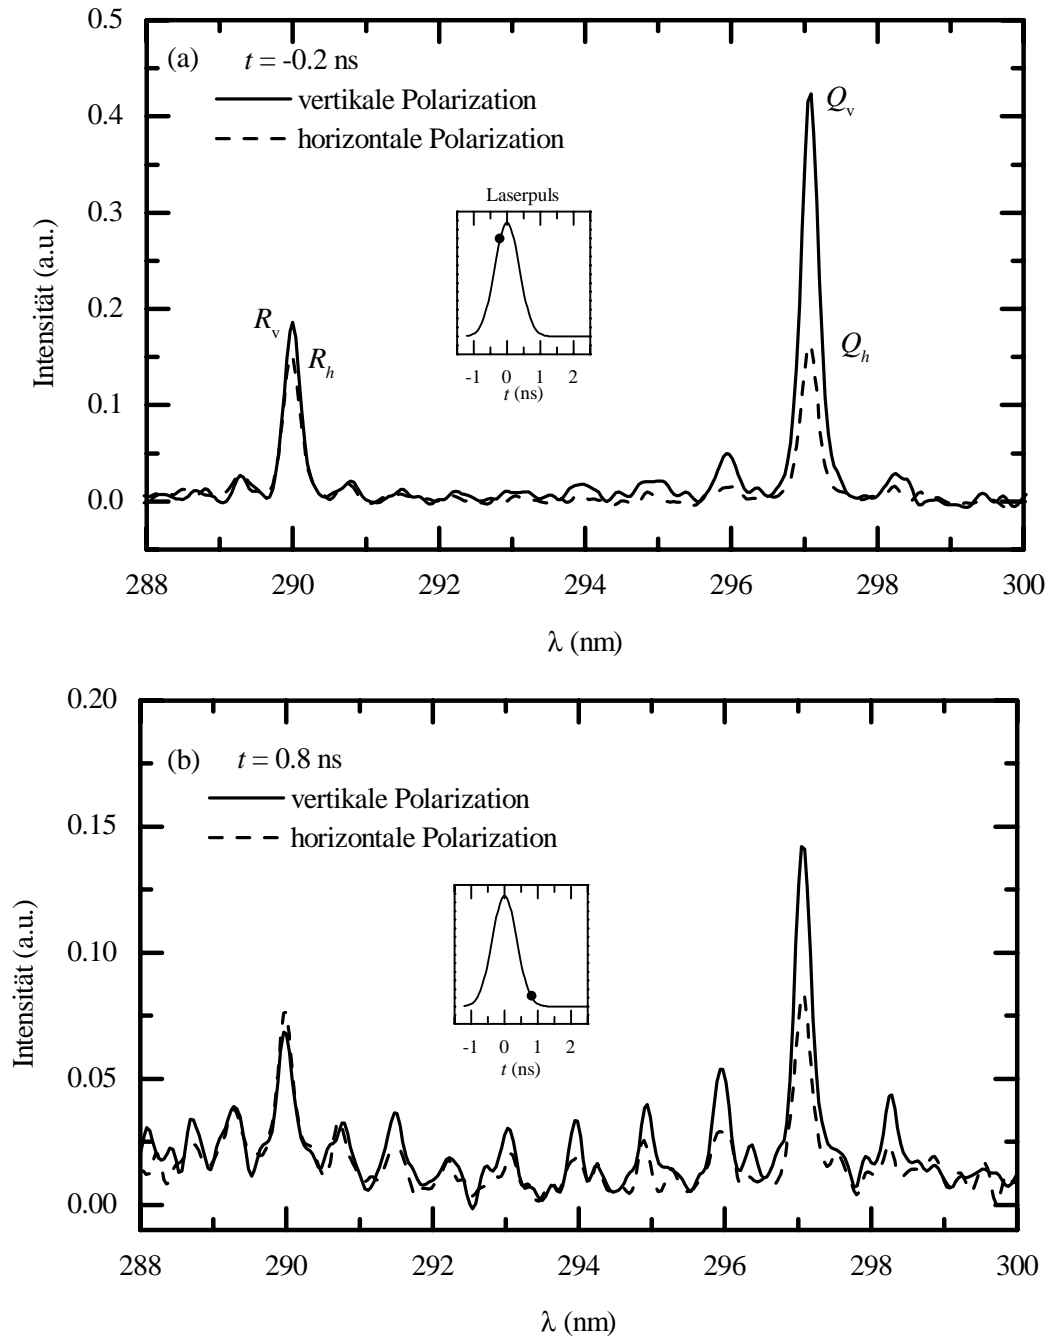 0.5
(a) t = -0.2 ns
vertikale Polarization
horizontale Polarization
0.4
0.3
0.2
0.1
0.0
Intensität (a.u.)
Qv
Qh
Rv
Rh
Laserpuls
-1 0 1 2
t (ns)
288 290 292 294 296 298 300
λ (nm)
0.20
(b) t = 0.8 ns
vertikale Polarization
horizontale Polarization
0.15
0.10
0.05
0.00
Intensität (a.u.)
-1 0 1 2
t (ns)
288 290 292 294 296 298 300
λ (nm)